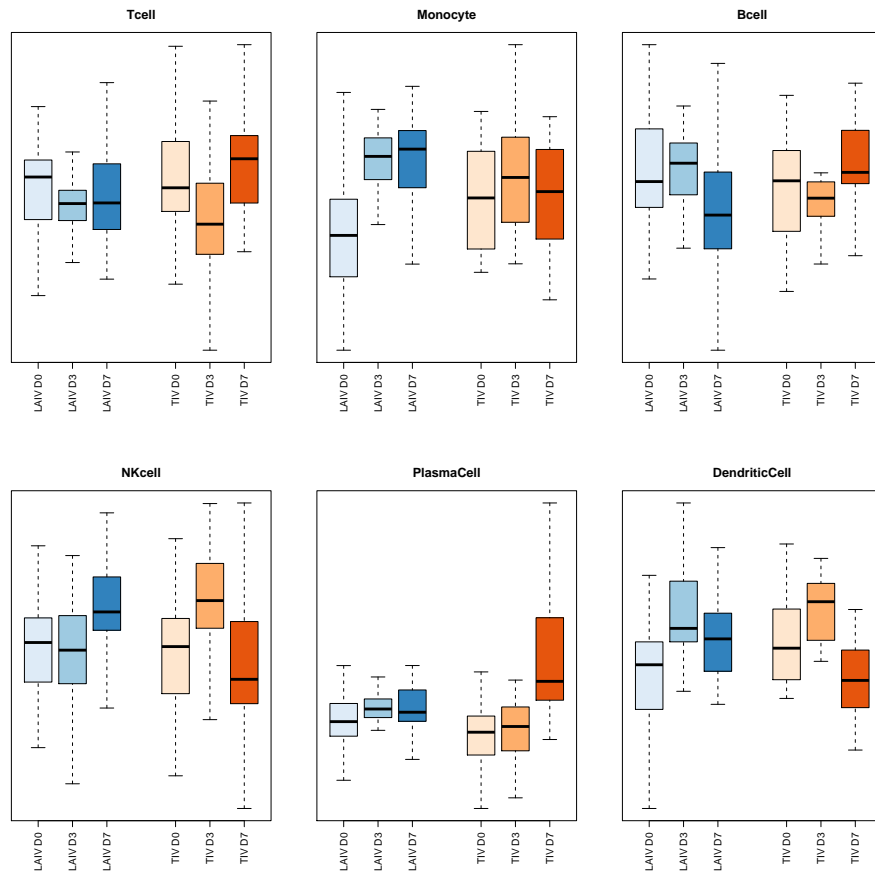 Tcell
Monocyte
Bcell
LAIV D0
LAIV D3
LAIV D7
TIV D0
TIV D3
TIV D7
LAIV D0
LAIV D3
LAIV D7
TIV D0
TIV D3
TIV D7
LAIV D0
LAIV D3
LAIV D7
TIV D0
TIV D3
TIV D7
NKcell
PlasmaCell
DendriticCell
LAIV D0
LAIV D3
LAIV D7
TIV D0
TIV D3
TIV D7
LAIV D0
LAIV D3
LAIV D7
TIV D0
TIV D3
TIV D7
LAIV D0
LAIV D3
LAIV D7
TIV D0
TIV D3
TIV D7